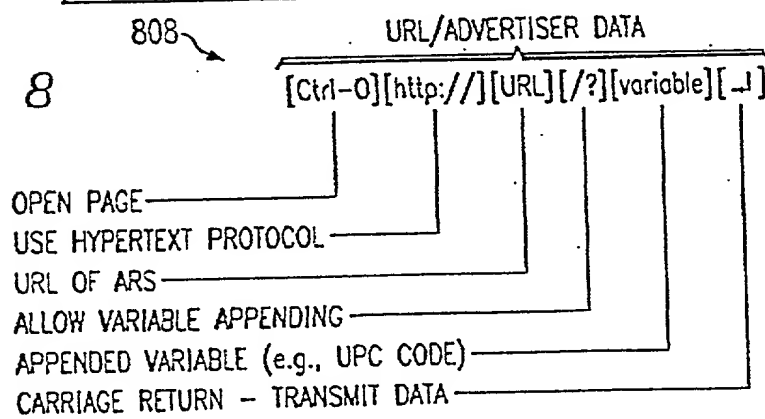 808
URL/ADVERTISER DATA
8
[Ctrl-O][http://][URL][/?][variable][↵]
OPEN PAGE
USE HYPERTEXT PROTOCOL
URL OF ARS
ALLOW VARIABLE APPENDING
APPENDED VARIABLE (e.g., UPC CODE)
CARRIAGE RETURN – TRANSMIT DATA